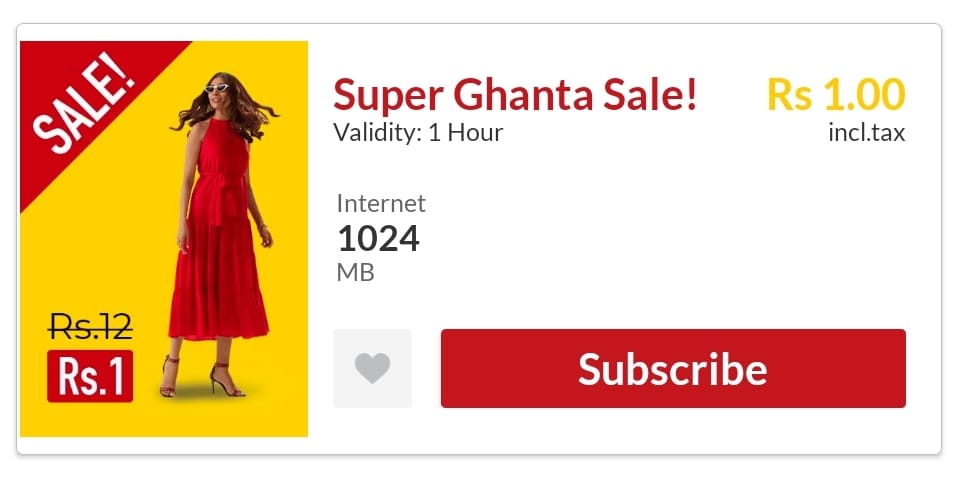 SALE!
Rs.12
Rs.1
Super Ghanta Sale!
Rs 1.00
Validity: 1 Hour
incl.tax
Internet
1024
MB
Subscribe